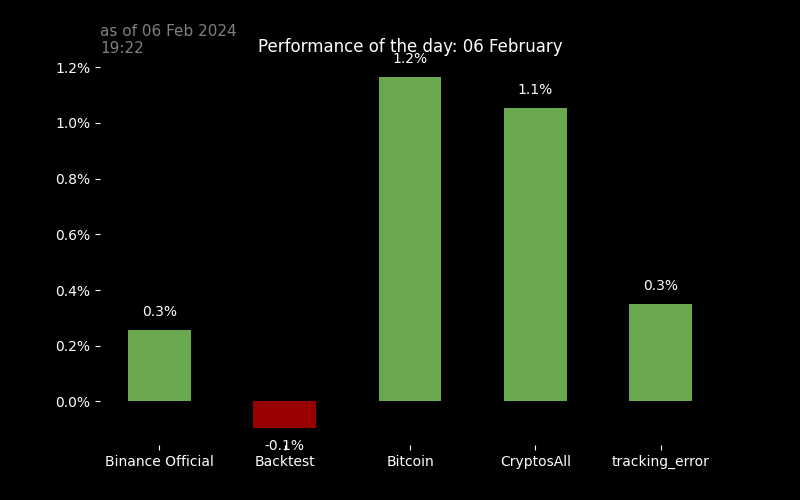 as of 06 Feb 2024
19:22
Performance of the day: 06 February
1.2%
1.2%
1.1%
1.0%
0.8%
0.6%
0.4%
0.3%
0.3%
0.2%
0.0%
-0.1%
Binance Official
Backtest
Bitcoin
CryptosAll
tracking_error